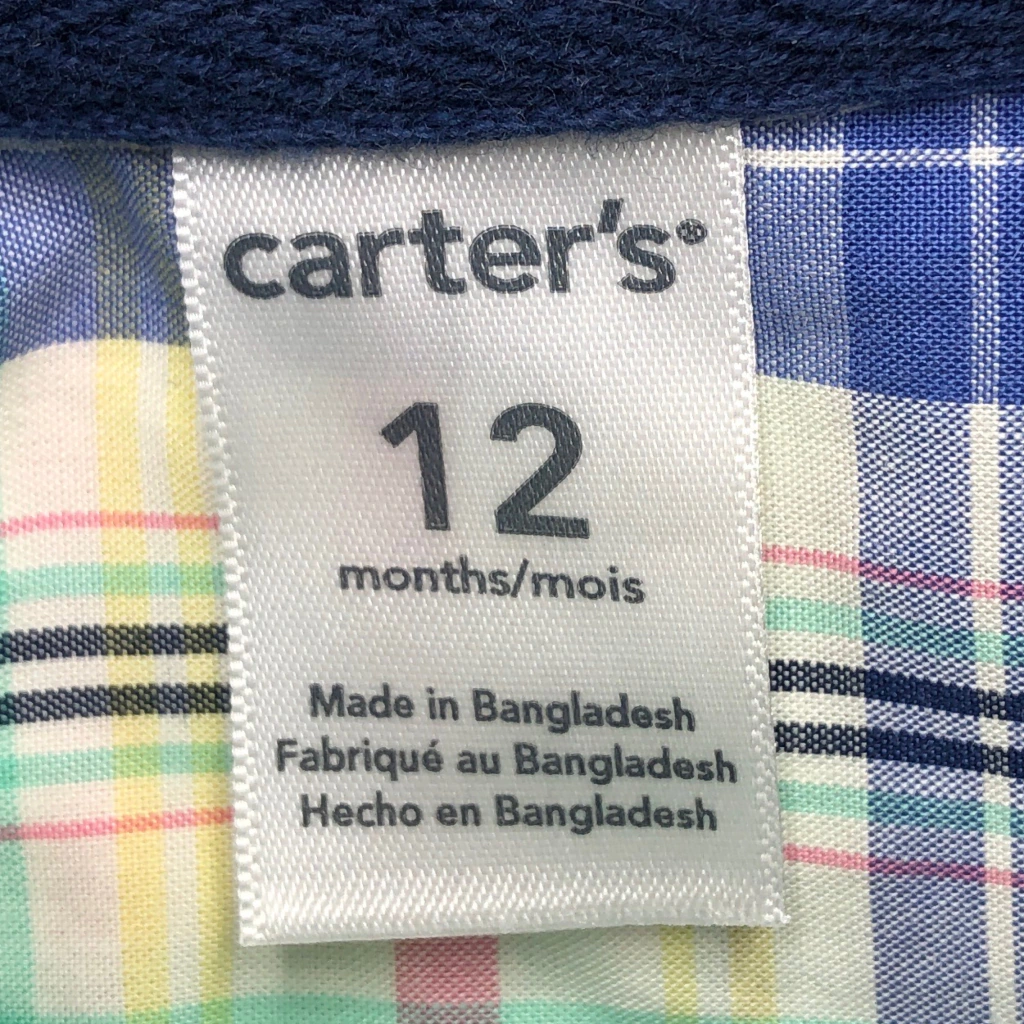 carter's®
12
months/mois
Made in Bangladesh
Fabriqué au Bangladesh
Hecho en Bangladesh